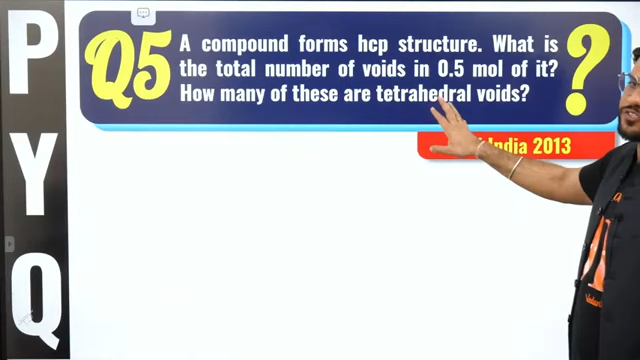 P
Y
Q
Q5
A compound forms hcp structure. What is
the total number of voids in 0.5 mol of it?
How many of these are tetrahedral voids?
?
India 2013